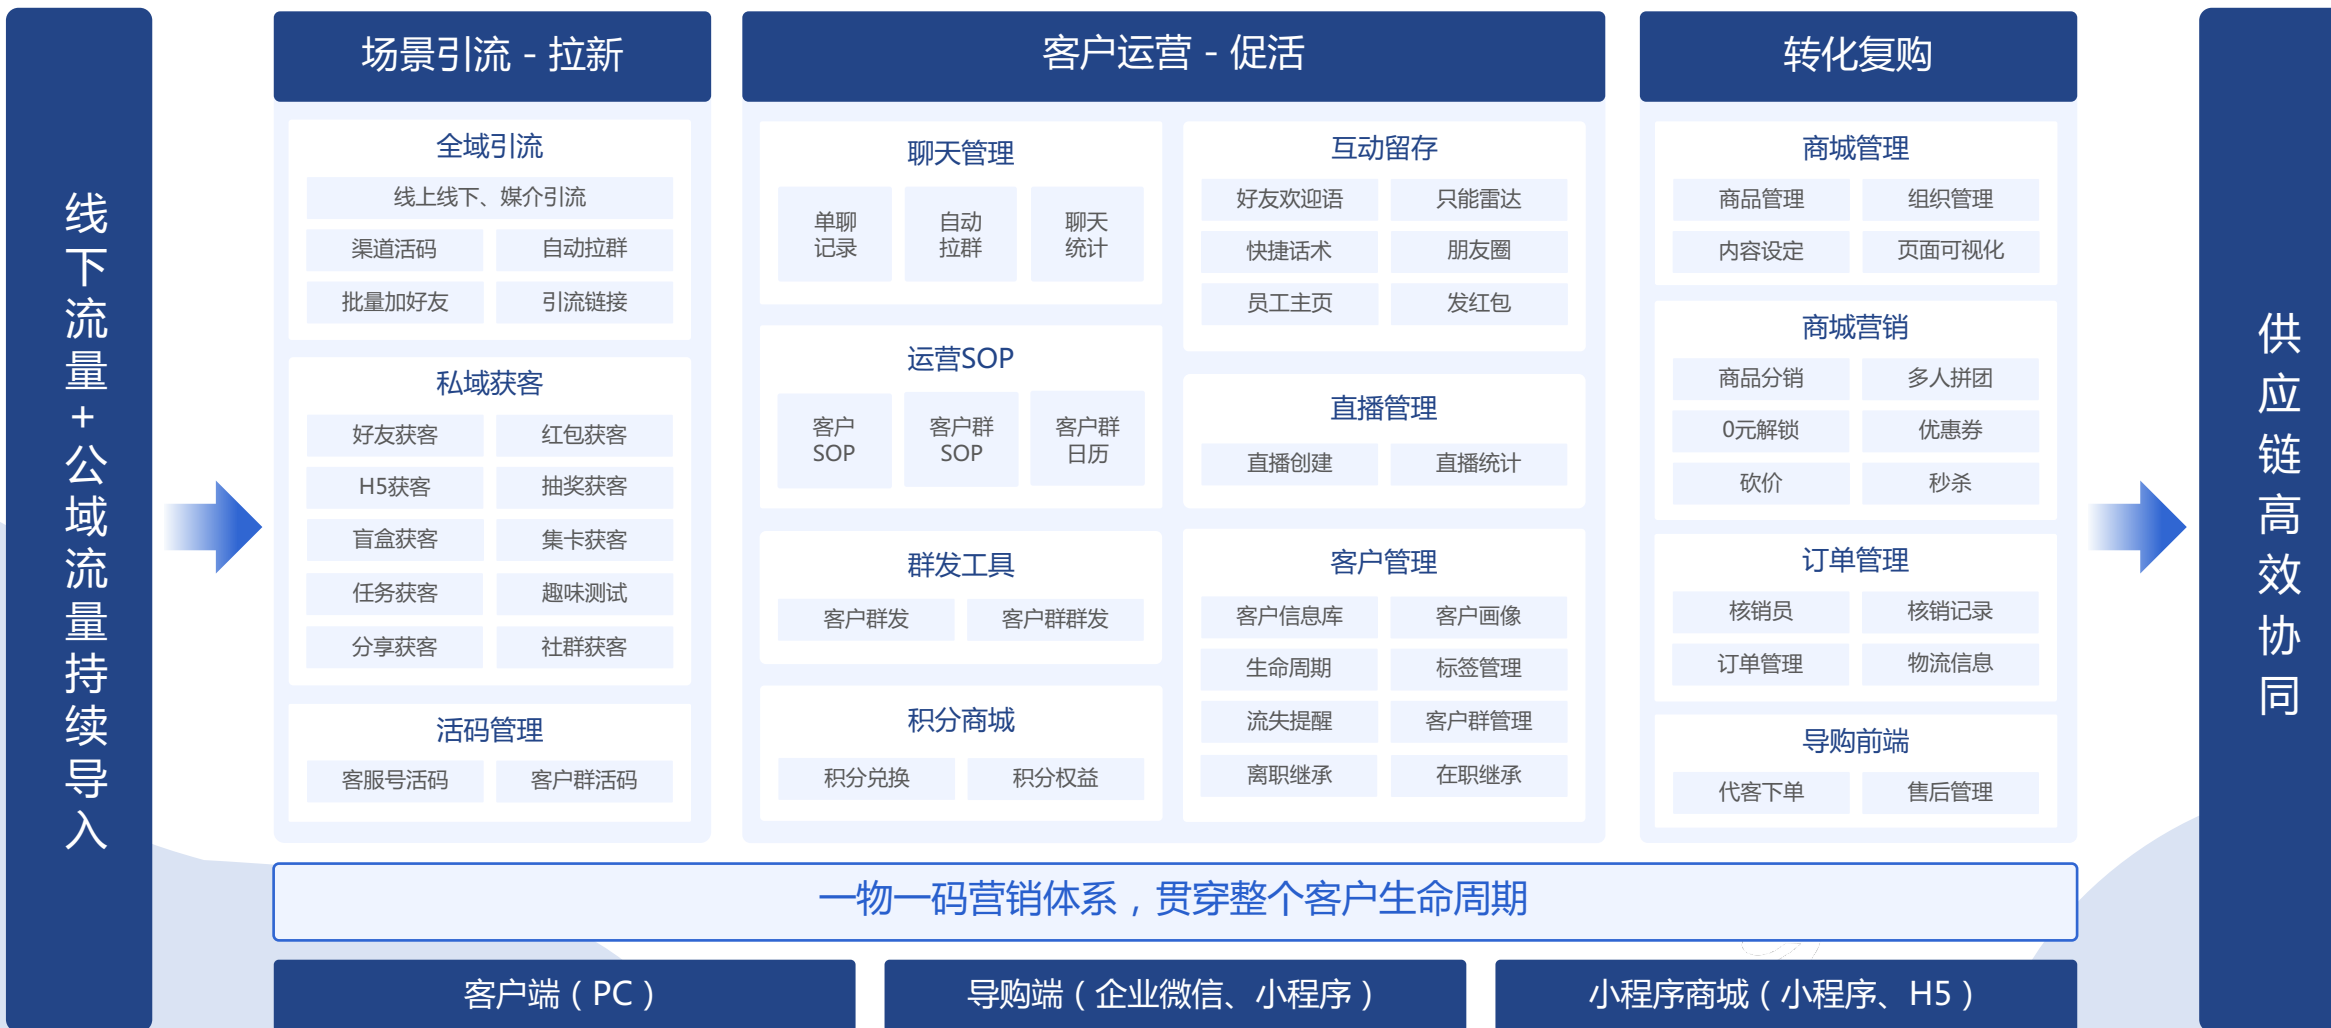 线下流量+公域流量持续导入
场景引流 - 拉新
全域引流
线上线下、媒介引流
渠道活码
自动拉群
批量加好友
引流链接
私域获客
好友获客
红包获客
H5获客
抽奖获客
盲盒获客
集卡获客
任务获客
趣味测试
分享获客
社群获客
活码管理
客服号活码
客户群活码
客户运营 - 促活
聊天管理
单聊
记录
自动
拉群
聊天
统计
运营SOP
客户
SOP
客户群
SOP
客户群
日历
群发工具
客户群发
客户群群发
积分商城
积分兑换
积分权益
互动留存
好友欢迎语
只能雷达
快捷话术
朋友圈
员工主页
发红包
直播管理
直播创建
直播统计
客户管理
客户信息库
客户画像
生命周期
标签管理
流失提醒
客户群管理
离职继承
在职继承
转化复购
商城管理
商品管理
组织管理
内容设定
页面可视化
商城营销
商品分销
多人拼团
0元解锁
优惠券
砍价
秒杀
订单管理
核销员
核销记录
订单管理
物流信息
导购前端
代客下单
售后管理
供应链高效协同
一物一码营销体系，贯穿整个客户生命周期
客户端（PC）
导购端（企业微信、小程序）
小程序商城（小程序、H5）